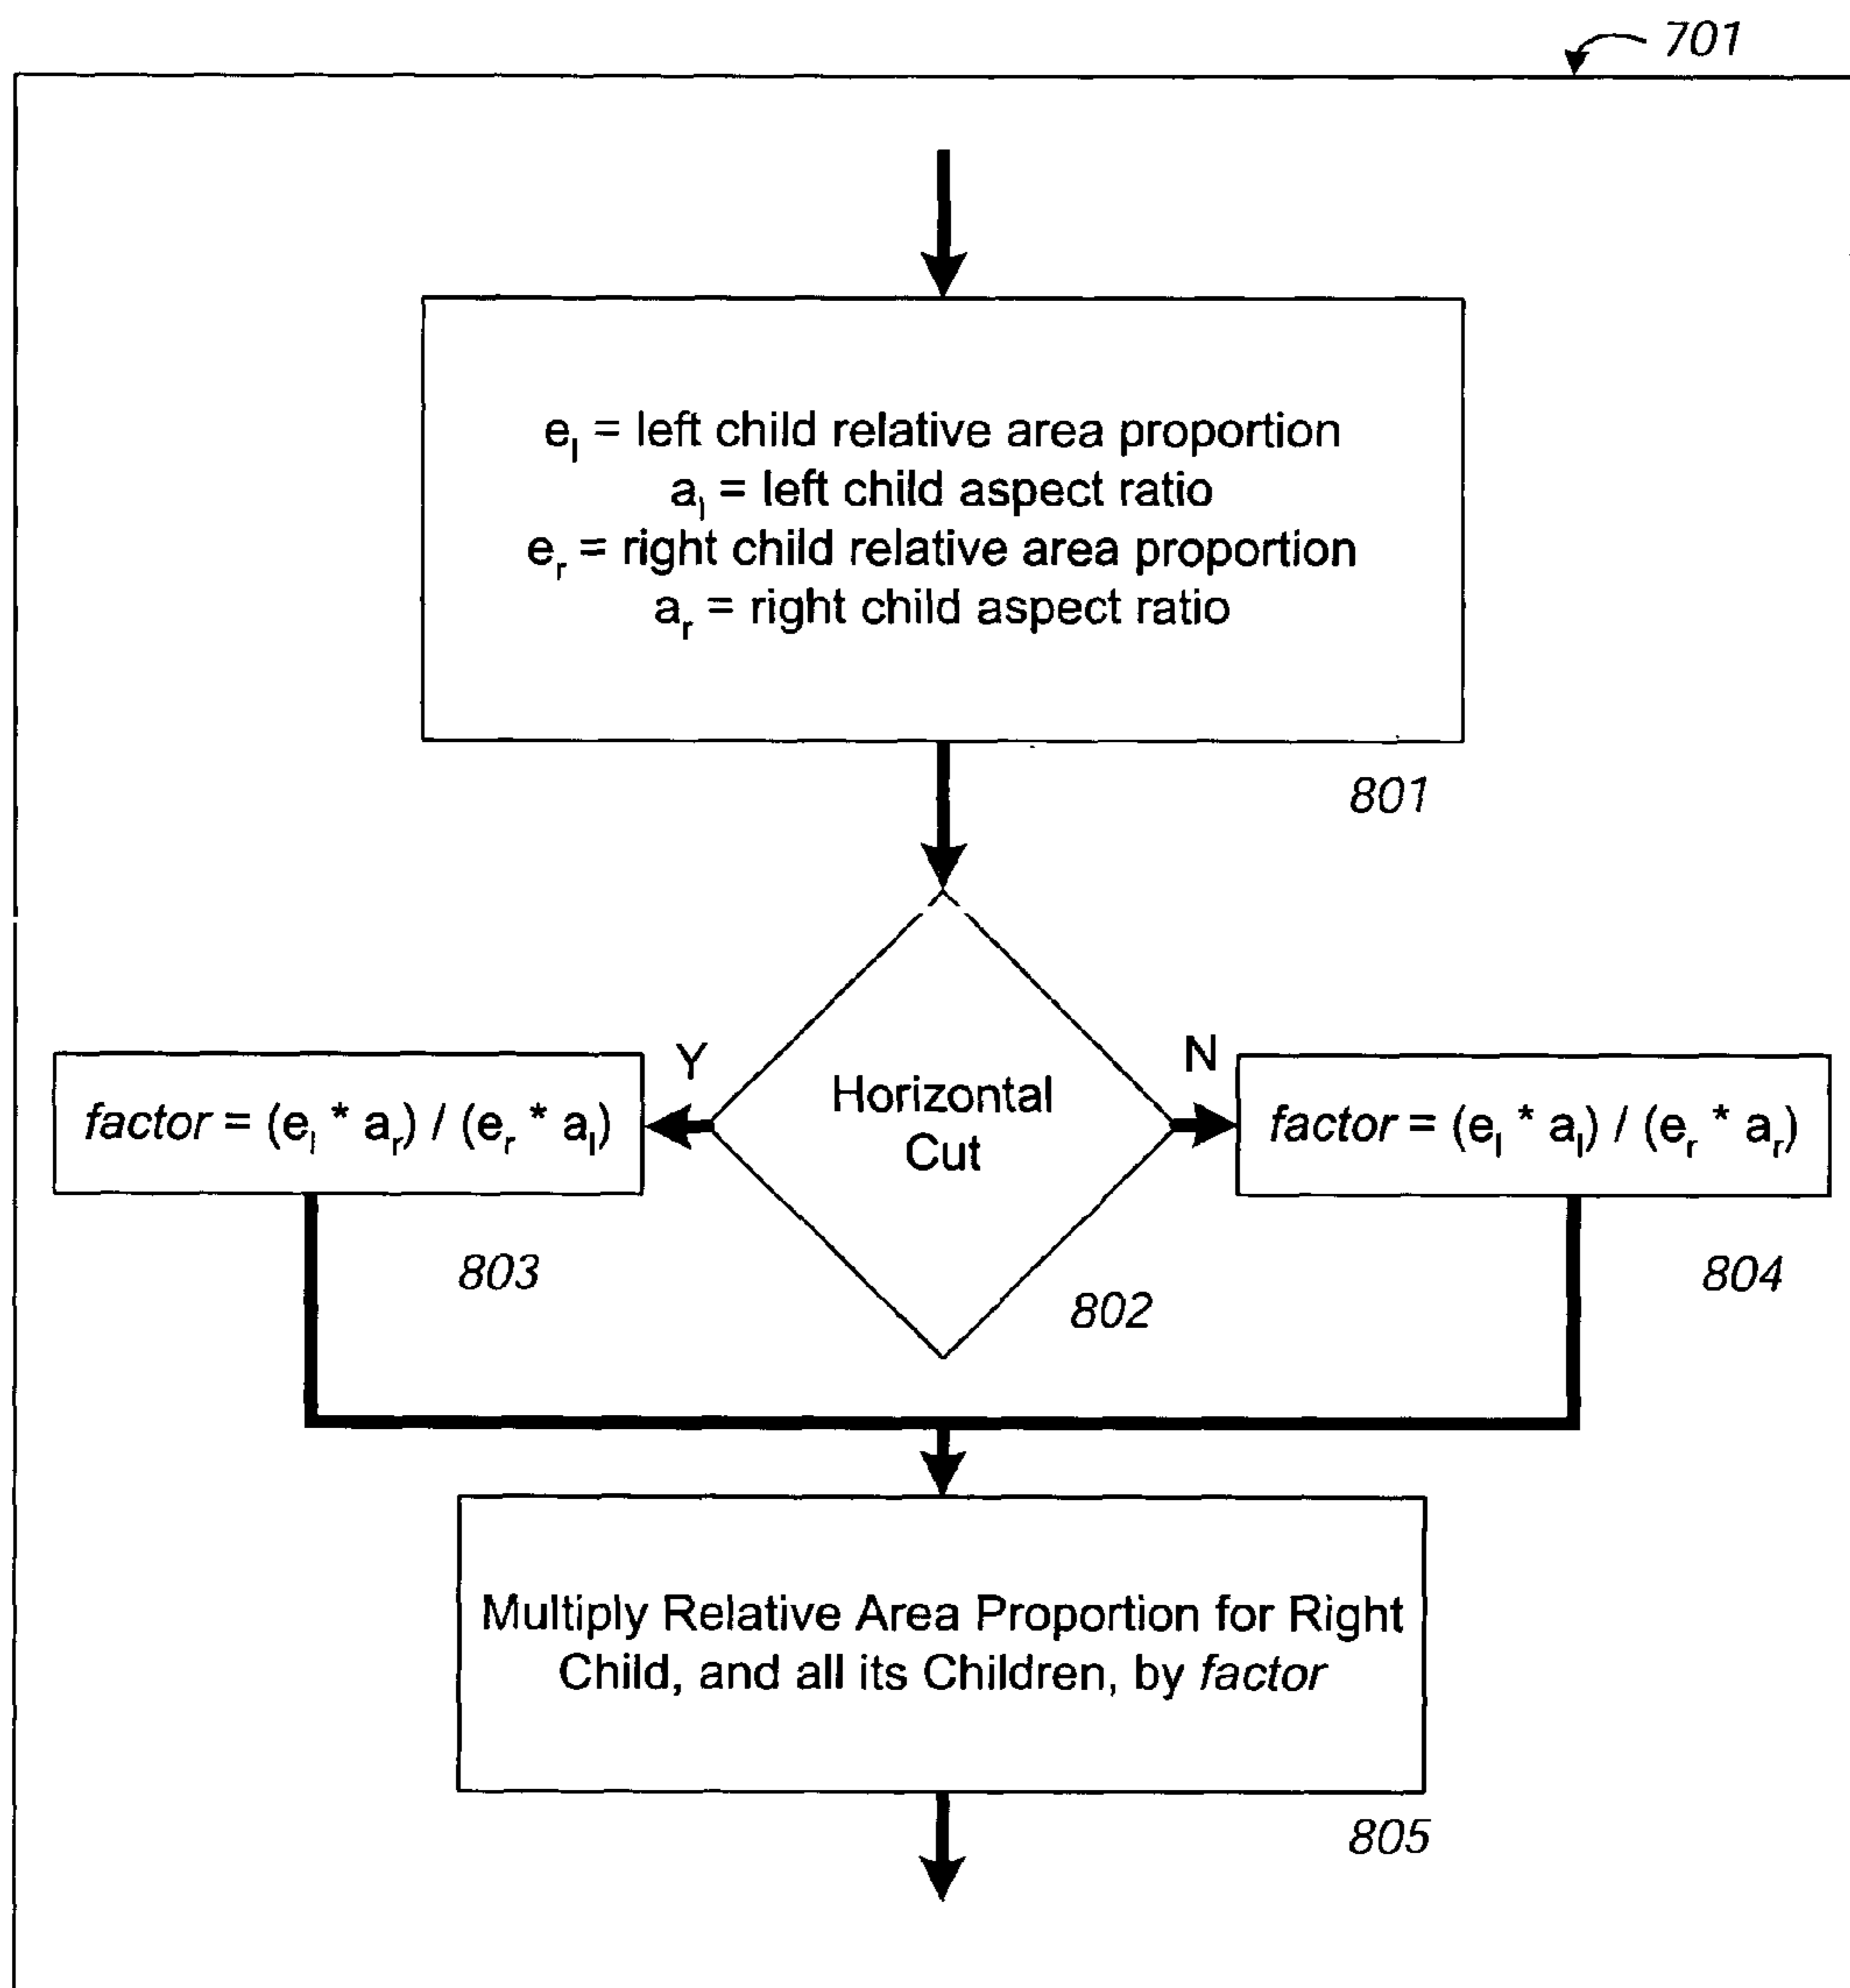 701
e_l = left child relative area proportion
a_l = left child aspect ratio
e_r = right child relative area proportion
a_r = right child aspect ratio
801
Y
N
Horizontal
Cut
factor = (e_l * a_r) / (e_r * a_l)
factor = (e_l * a_l) / (e_r * a_r)
803
802
804
Multiply Relative Area Proportion for Right
Child, and all its Children, by factor
805